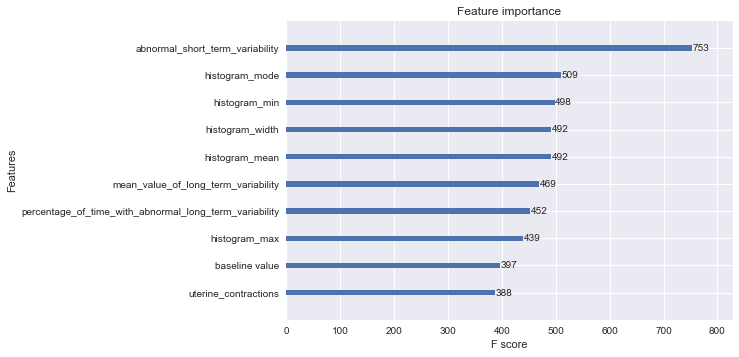 Feature importance
Features
abnormal_short_term_variability 753
histogram_mode 509
histogram_min 498
histogram_width 492
histogram_mean 492
mean_value_of_long_term_variability 469
percentage_of_time_with_abnormal_long_term_variability 452
histogram_max 439
baseline value 397
uterine_contractions 388
0 100 200 300 400 500 600 700 800
F score